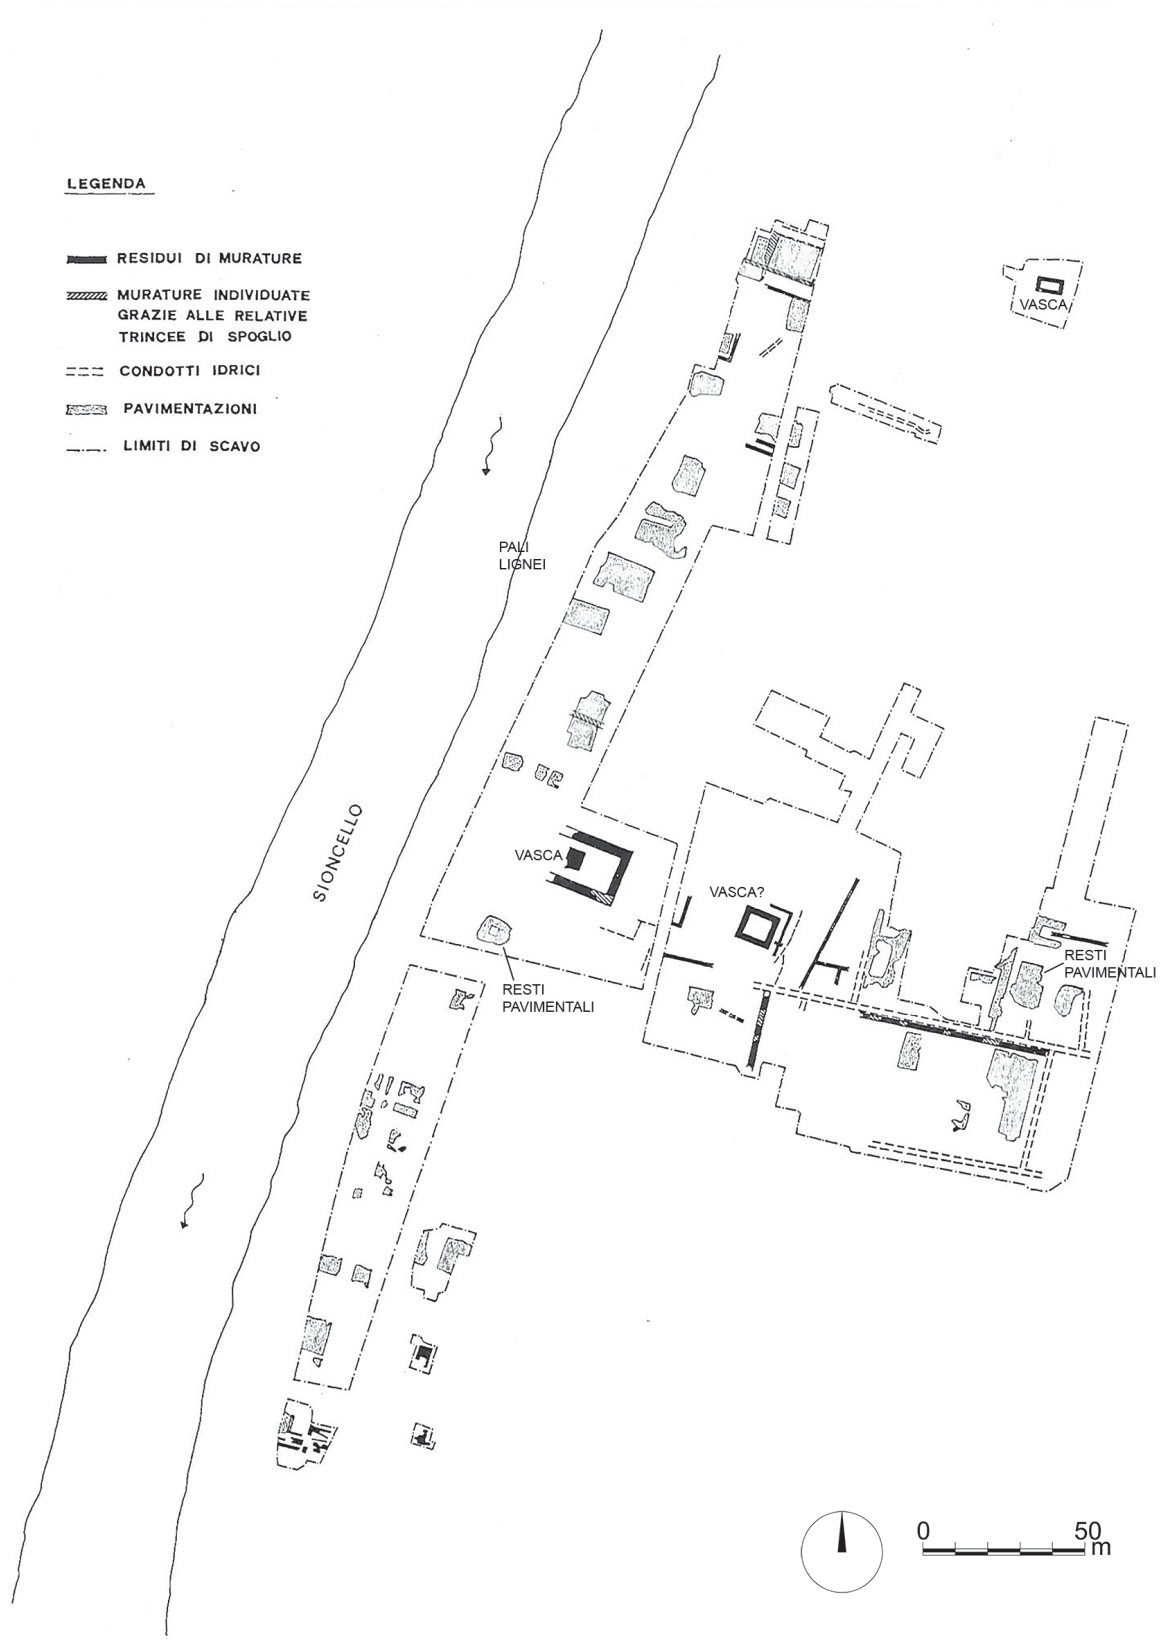 LEGENDA
RESIDUI DI MURATURE
MURATURE INDIVIDUATE
GRAZIE ALLE RELATIVE
TRINCEE DI SPOGLIO
CONDOTTI IDRICI
PAVIMENTAZIONI
LIMITI DI SCAVO
VASCA
PALI
LIGNEI
SIONCELLO
VASCA
VASCA?
RESTI
PAVIMENTALI
RESTI
PAVIMENTALI
0 50
m